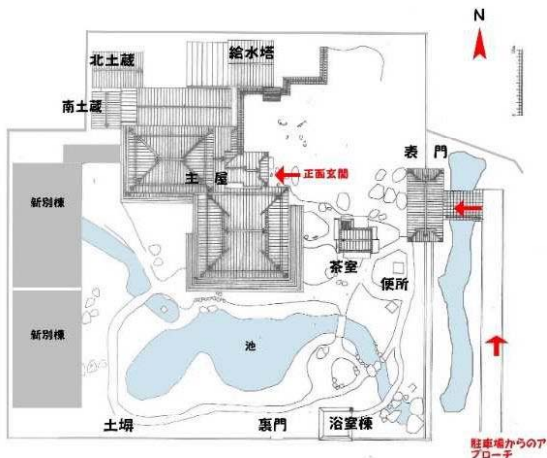 N
北土蔵
給水塔
南土蔵
主屋
正面玄関
表門
新別棟
茶室
便所
新別棟
池
土塀
裏門
浴室棟
駐車場からのア
プローチ